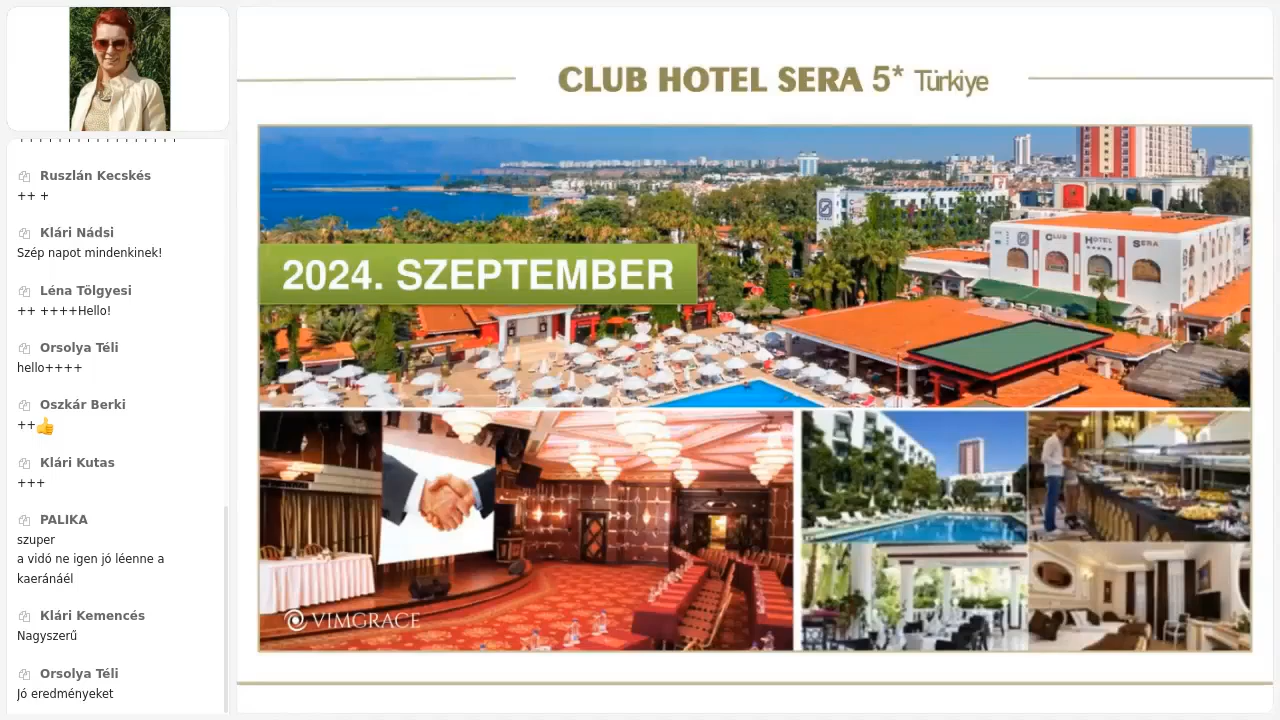 Ruszlán Kecskés
++ +
Klári Nádsi
Szép napot mindenkinek!
Léna Tölgyesi
++ ++++Hello!
Orsolya Téli
hello++++
Oszkár Berki
++👍
Klári Kutas
+++
PALIKA
szuper
a vidó ne igen jó léenne a
kaeránáél
Klári Kemencés
Nagyszerű
Orsolya Téli
Jó eredményeket
CLUB HOTEL SERA 5* Türkiye
CLUB HOTEL SERA
2024. SZEPTEMBER
VIMGRACE